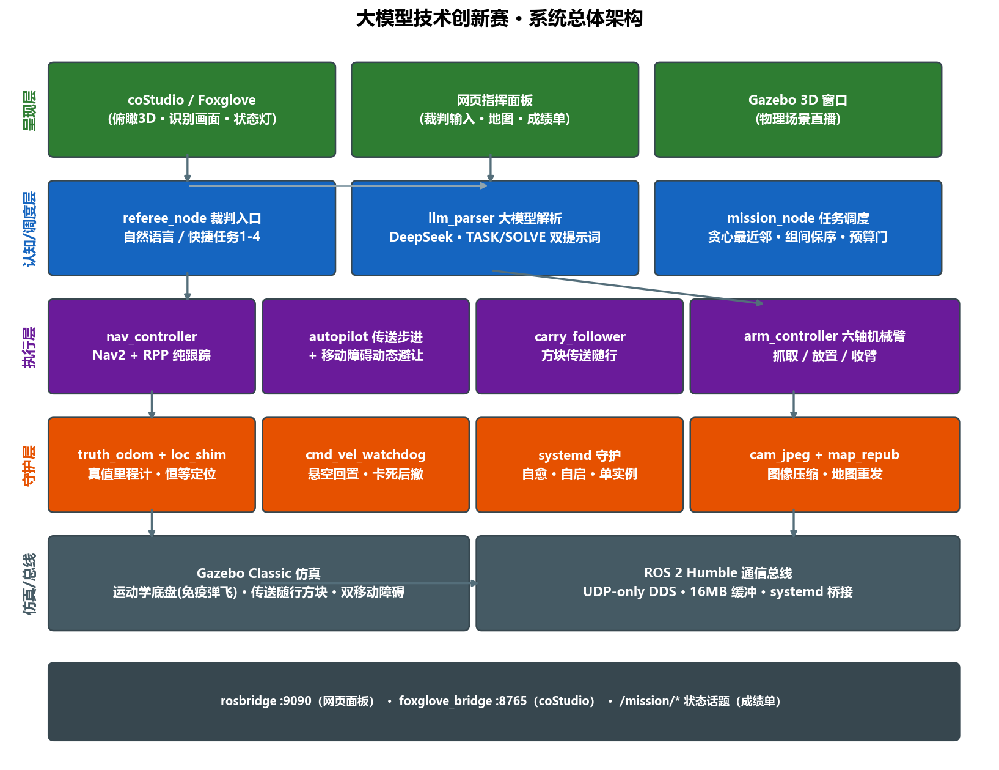 大模型技术创新赛 • 系统总体架构
呈现层
coStudio / Foxglove
(俯瞰3D • 识别画面 • 状态灯)
网页指挥面板
(裁判输入 • 地图 • 成绩单)
Gazebo 3D 窗口
(物理场景直播)
认知/调度层
referee_node 裁判入口
自然语言 / 快捷任务1-4
llm_parser 大模型解析
DeepSeek • TASK/SOLVE 双提示词
mission_node 任务调度
贪心最近邻 • 组间保序 • 预算门
执行层
nav_controller
Nav2 + RPP 纯跟踪
autopilot 传送步进
+ 移动障碍动态避让
carry_follower
方块传送随行
arm_controller 六轴机械臂
抓取 / 放置 / 收臂
守护层
truth_odom + loc_shim
真值里程计 • 恒等定位
cmd_vel_watchdog
悬空回置 • 卡死后撤
systemd 守护
自愈 • 自启 • 单实例
cam_jpeg + map_repub
图像压缩 • 地图重发
仿真/总线
Gazebo Classic 仿真
运动学底盘(免疫弹飞) • 传送随行方块 • 双移动障碍
ROS 2 Humble 通信总线
UDP-only DDS • 16MB 缓冲 • systemd 桥接
rosbridge :9090（网页面板） • foxglove_bridge :8765（coStudio） • /mission/* 状态话题（成绩单）